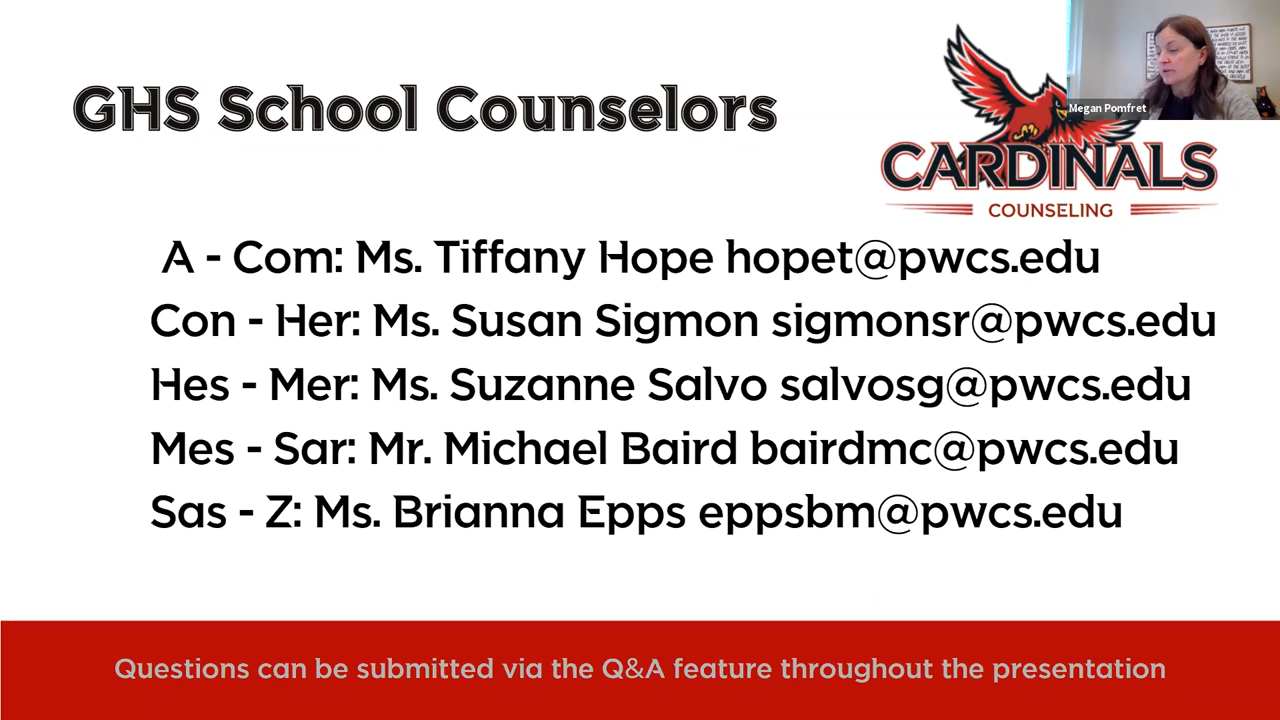 GHS School Counselors
Megan Pomfret
CARDINALS
COUNSELING
A - Com: Ms. Tiffany Hope hopet@pwcs.edu
Con - Her: Ms. Susan Sigmon sigmonsr@pwcs.edu
Hes - Mer: Ms. Suzanne Salvo salvosg@pwcs.edu
Mes - Sar: Mr. Michael Baird bairdmc@pwcs.edu
Sas - Z: Ms. Brianna Epps eppsbm@pwcs.edu
Questions can be submitted via the Q&A feature throughout the presentation